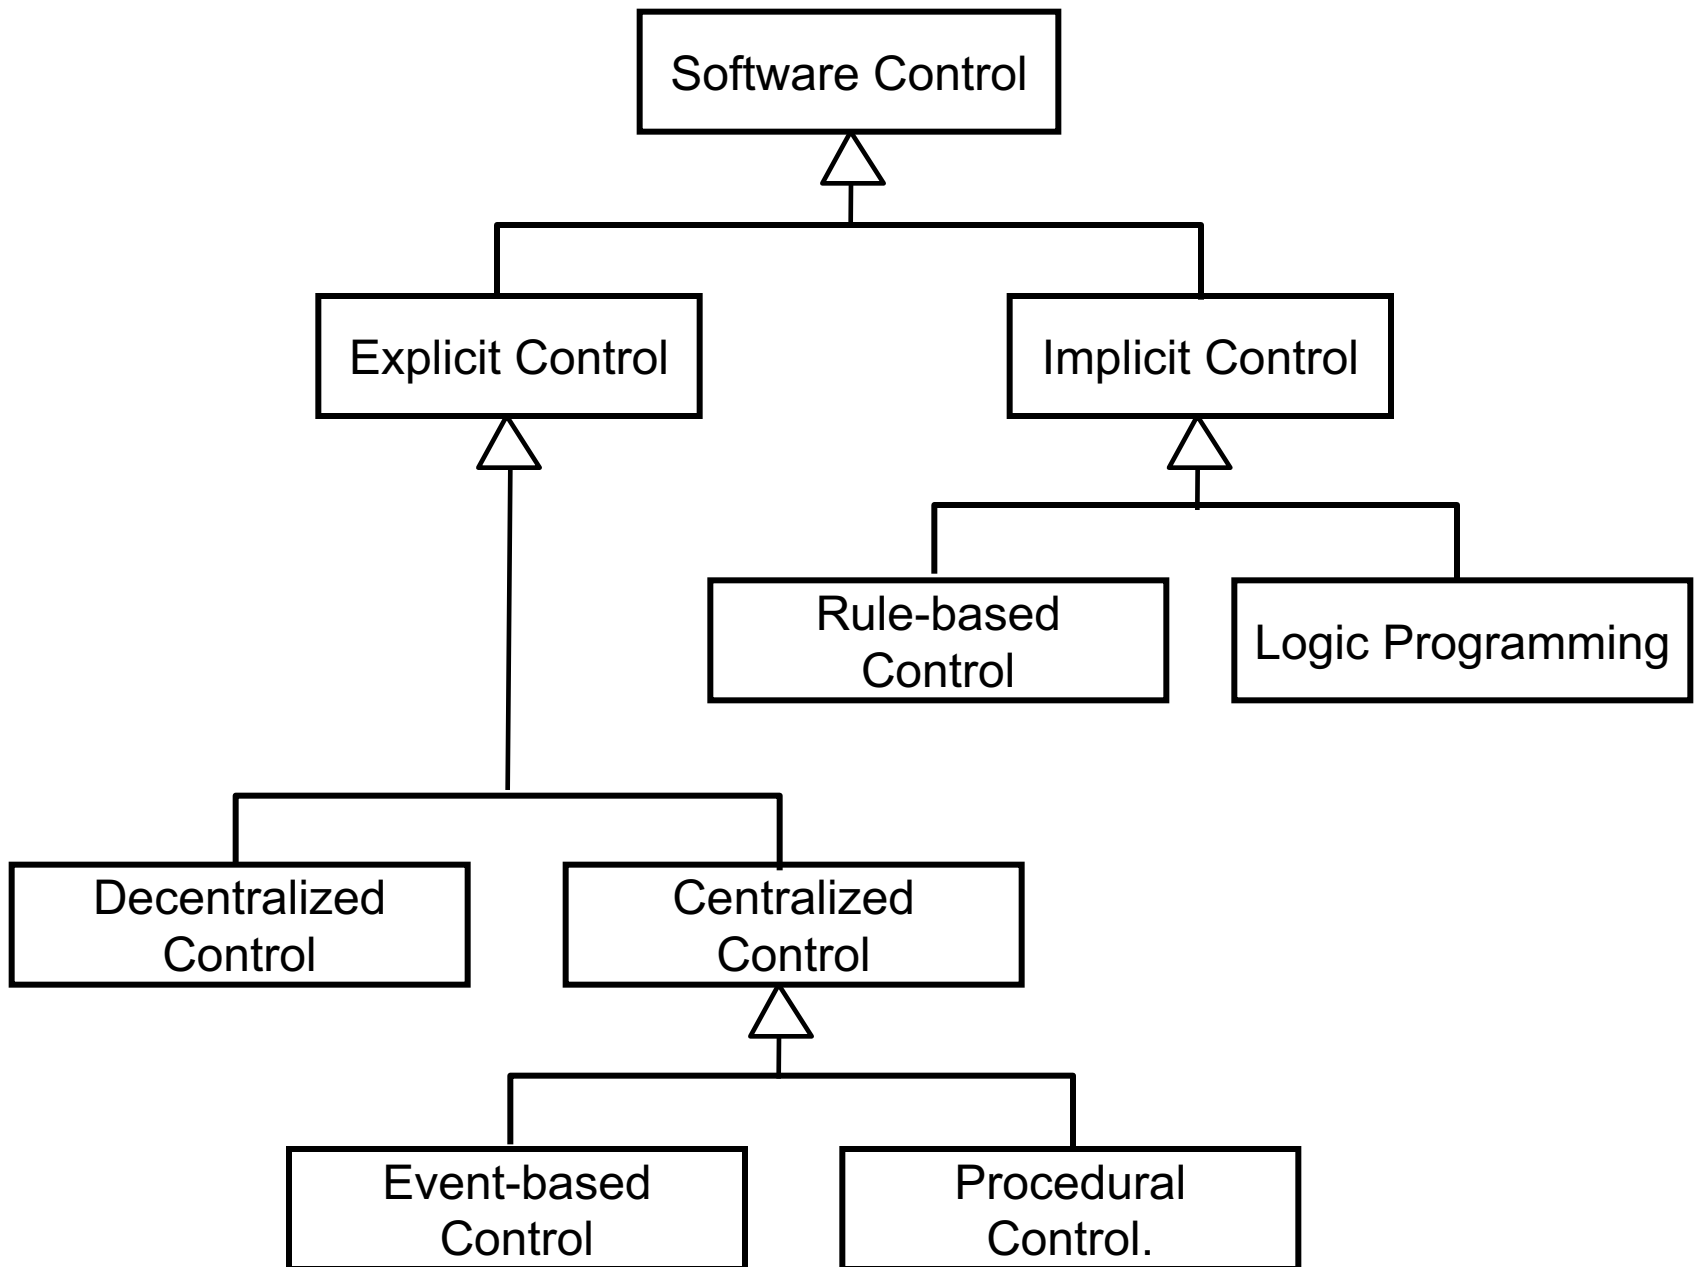 Software Control
Explicit Control
Implicit Control
Rule-based
Control
Logic Programming
Decentralized
Control
Centralized
Control
Event-based
Control
Procedural
Control.